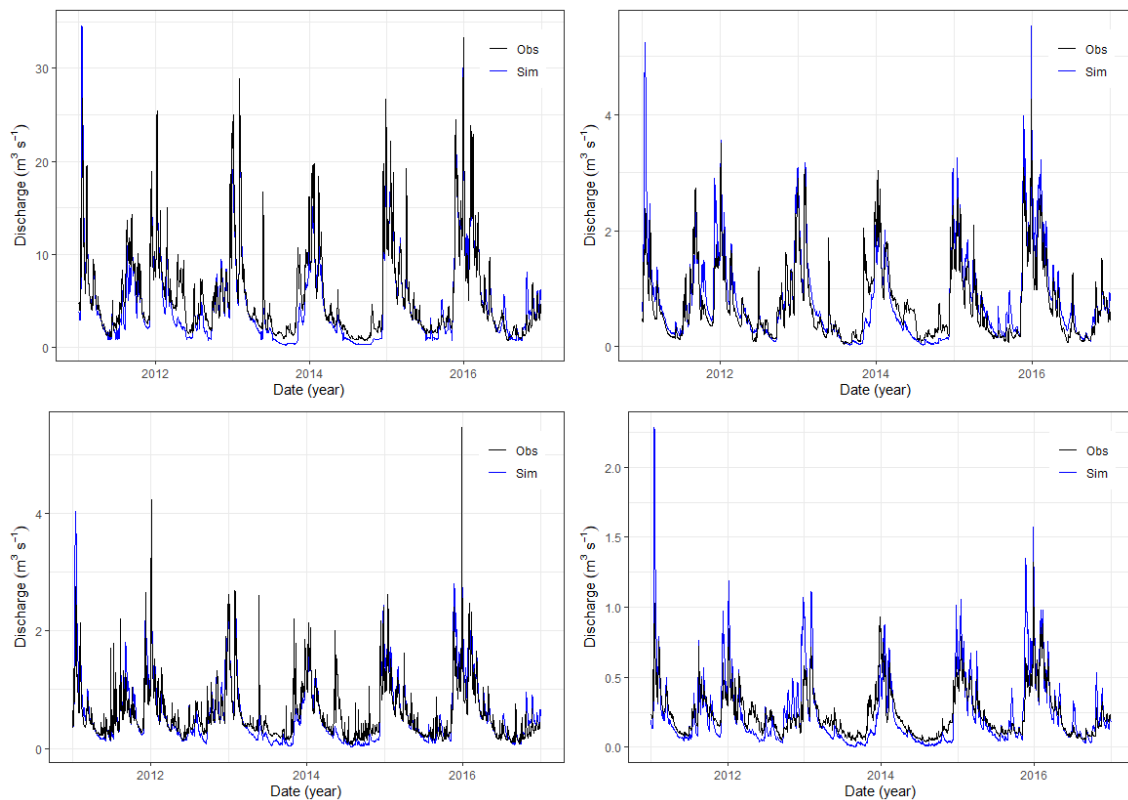 30
20
10
0
Discharge (m³ s⁻¹)
Obs
Sim
2012
2014
2016
Date (year)
4
2
0
Discharge (m³ s⁻¹)
Obs
Sim
2012
2014
2016
Date (year)
4
2
0
Discharge (m³ s⁻¹)
Obs
Sim
2012
2014
2016
Date (year)
2.0
1.5
1.0
0.5
0.0
Discharge (m³ s⁻¹)
Obs
Sim
2012
2014
2016
Date (year)